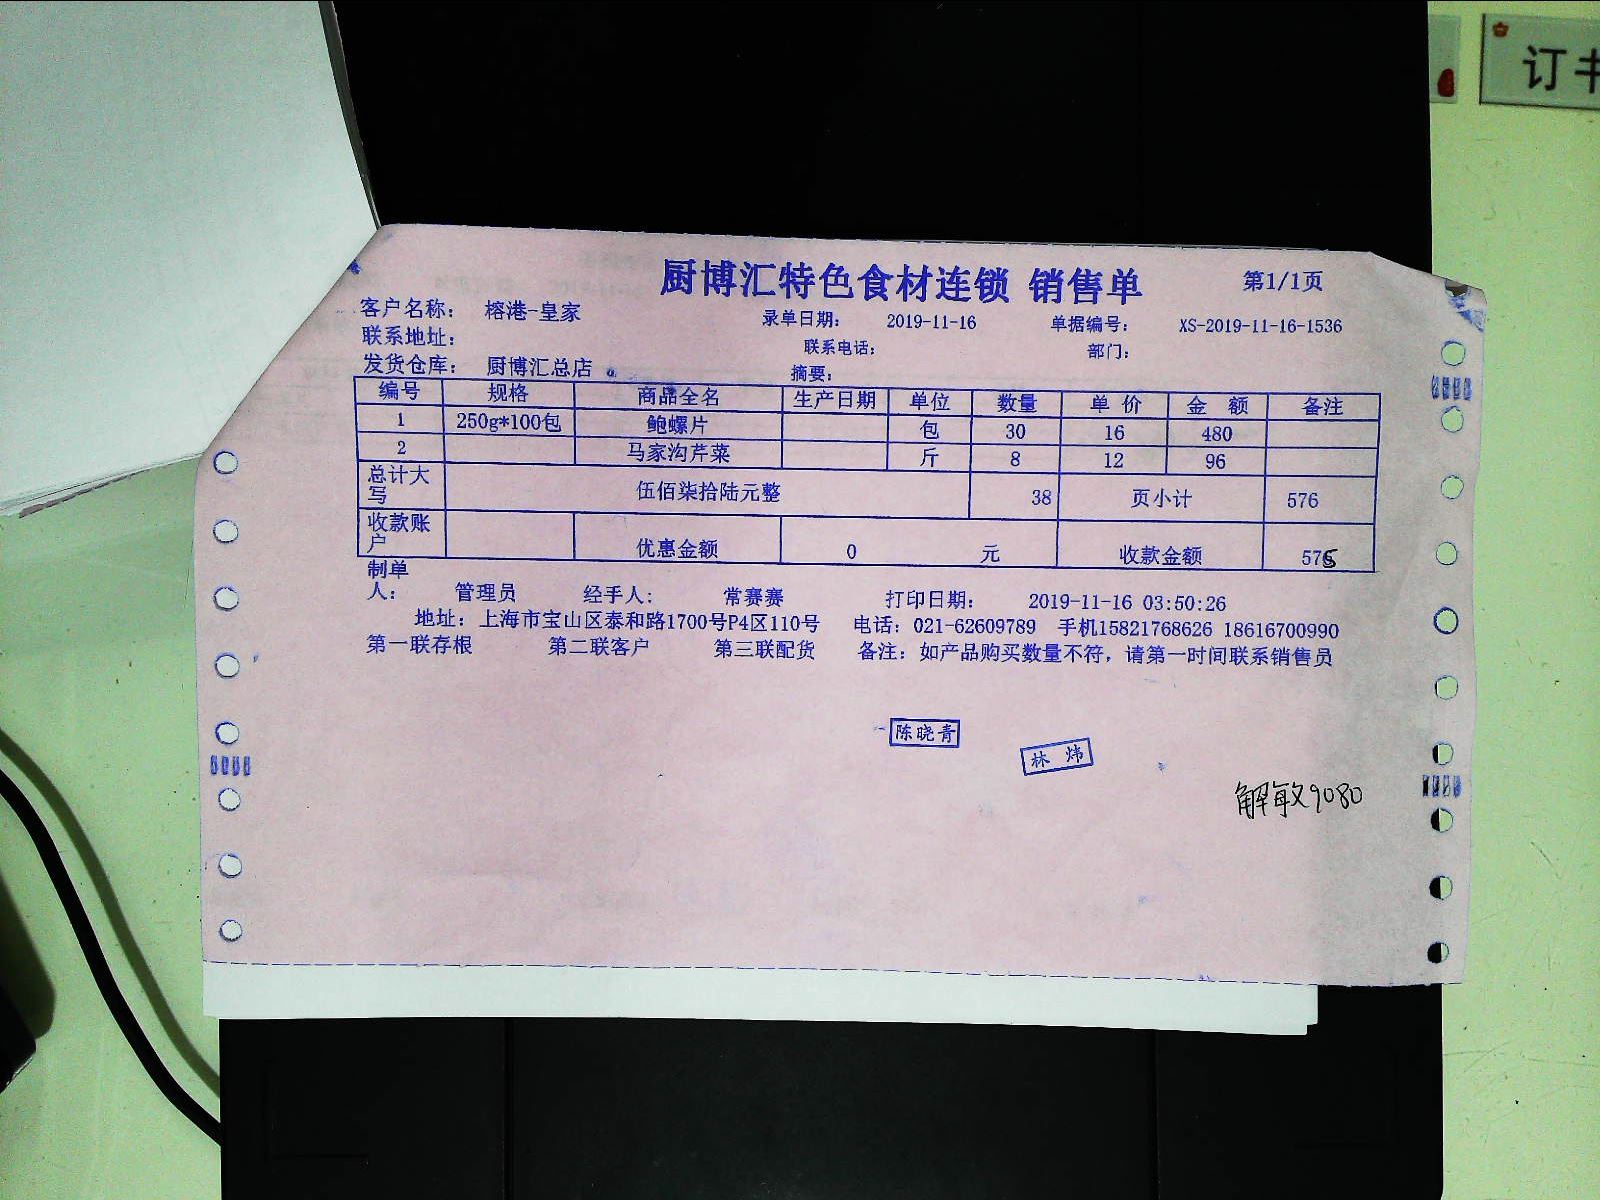 订
厨博汇特色食材连锁 销售单 第1/1页
客户名称: 榕港-皇家 录单日期: 2019-11-16 单据编号: XS-2019-11-16-1536
联系地址: 联系电话: 部门:
发货仓库: 厨博汇总店 摘要:
编号 规格 商品全名 生产日期 单位 数量 单 价 金 额 备注
1 250g*100包 鲍螺片 包 30 16 480
2 马家沟芹菜 斤 8 12 96
总计大写 伍佰柒拾陆元整 38 页小计 576
收款账户 优惠金额 0 元 收款金额 57
制单人: 管理员 经手人: 常赛赛 打印日期: 2019-11-16 03:50:26
地址: 上海市宝山区泰和路1700号P4区110号 电话: 021-62609789 手机15821768626 18616700990
第一联存根 第二联客户 第三联配货 备注: 如产品购买数量不符, 请第一时间联系销售员
陈晓青
林 炜
解敏9080